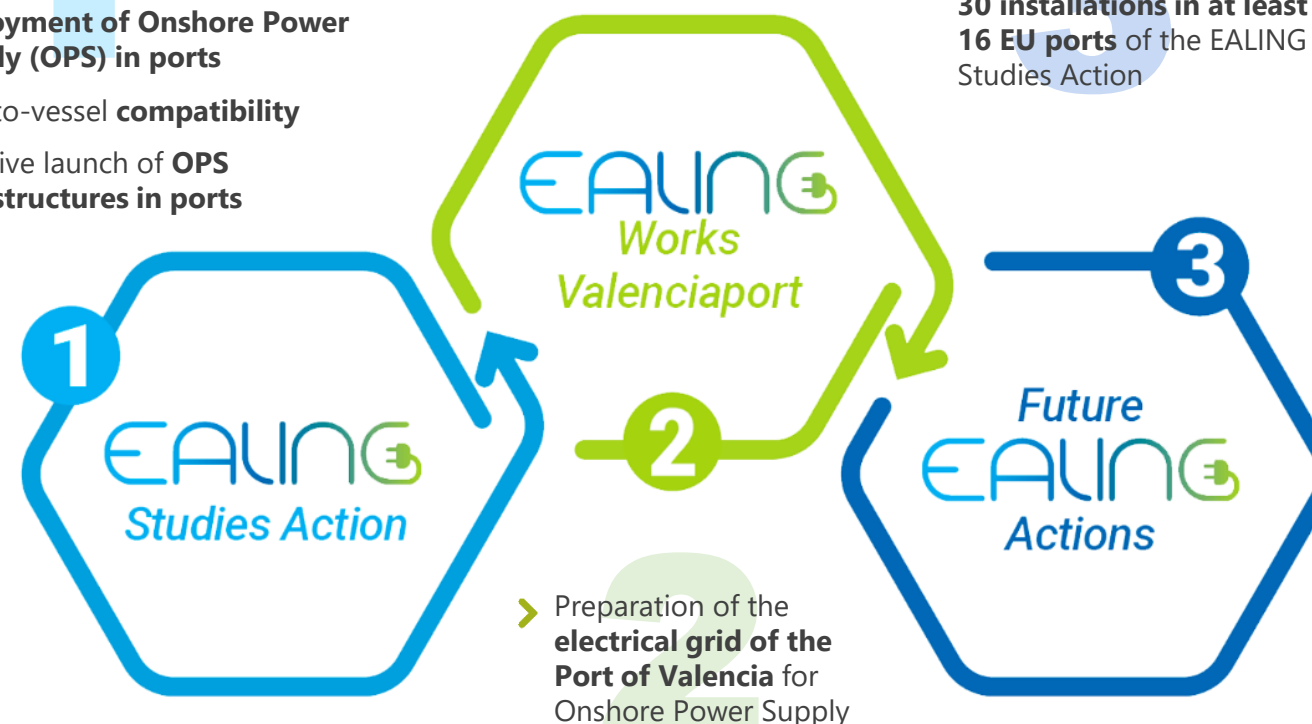 oyment of Onshore Power
ly (OPS) in ports
to-vessel compatibility
ive launch of OPS
structures in ports
1
EALING
Studies Action
EALING
Works
Valenciaport
2
2
Preparation of the
electrical grid of the
Port of Valencia for
Onshore Power Supply
30 installations in at least
16 EU ports of the EALING
Studies Action
3
Future
EALING
Actions